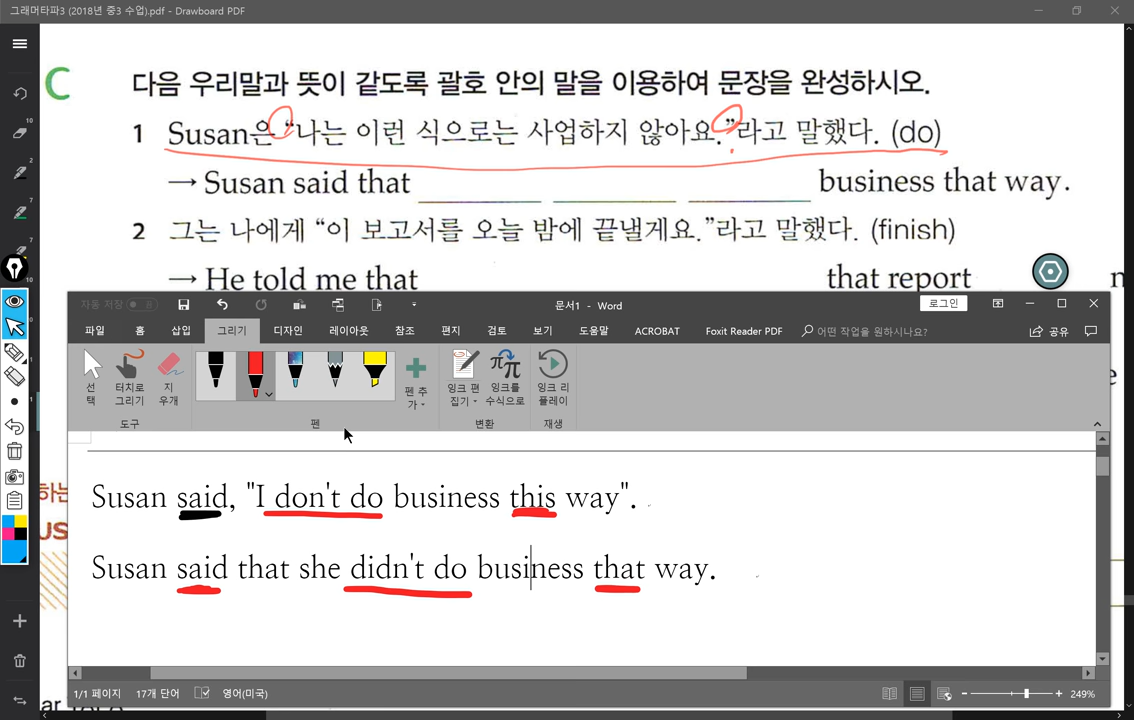 그래머타파3 (2018년 중3 수업).pdf - Drawboard PDF
C 다음 우리말과 뜻이 같도록 괄호 안의 말을 이용하여 문장을 완성하시오.
1 Susan은 “나는 이런 식으로는 사업하지 않아요.”라고 말했다. (do)
→ Susan said that ________ ________ ________ business that way.
2 그는 나에게 “이 보고서를 오늘 밤에 끝낼게요.”라고 말했다. (finish)
→ He told me that that report
자동 저장 문서1 - Word 로그인
파일 홈 삽입 그리기 디자인 레이아웃 참조 편지 검토 보기 도움말 ACROBAT Foxit Reader PDF 어떤 작업을 원하시나요? 공유
선택 터치로 그리기 지우개 펜 추가 잉크 편집기 잉크를 수식으로 잉크 리플레이
도구 펜 변환 재생
Susan said, "I don't do business this way".
Susan said that she didn't do business that way.
1/1 페이지 17개 단어 영어(미국) 249%